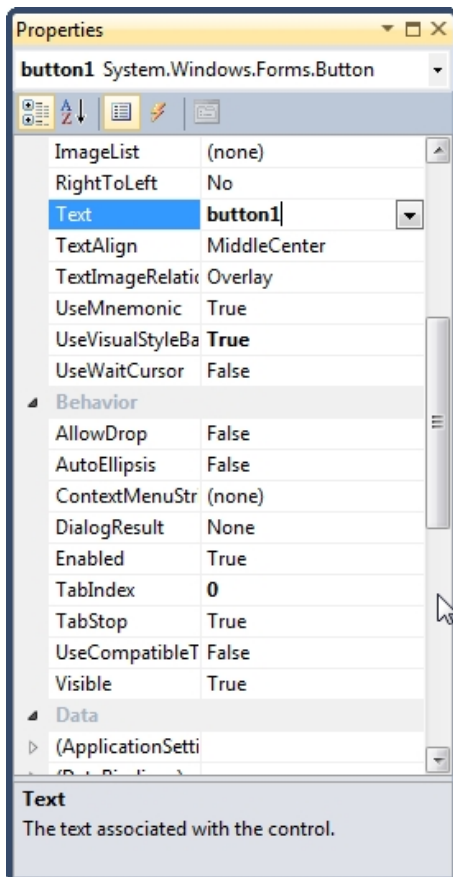 Properties
button1 System.Windows.Forms.Button
ImageList (none)
RightToLeft No
Text button1
TextAlign MiddleCenter
TextImageRelatic Overlay
UseMnemonic True
UseVisualStyleBa True
UseWaitCursor False
Behavior
AllowDrop False
AutoEllipsis False
ContextMenuStr (none)
DialogResult None
Enabled True
TabIndex 0
TabStop True
UseCompatibleT False
Visible True
Data
(ApplicationSetti
Text
The text associated with the control.